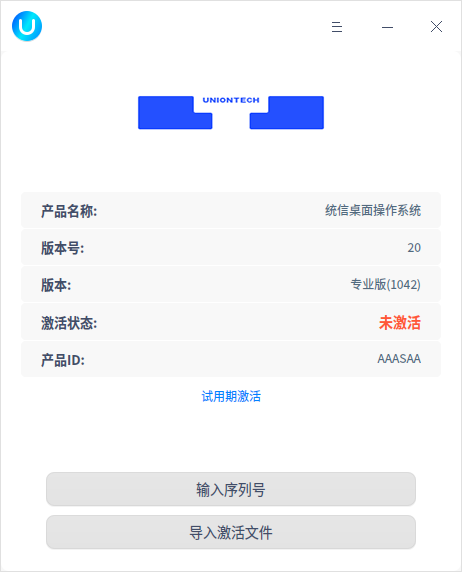 UNIONTECH
产品名称: 统信桌面操作系统
版本号: 20
版本: 专业版(1042)
激活状态: 未激活
产品ID: AAASAA
试用期激活
输入序列号
导入激活文件